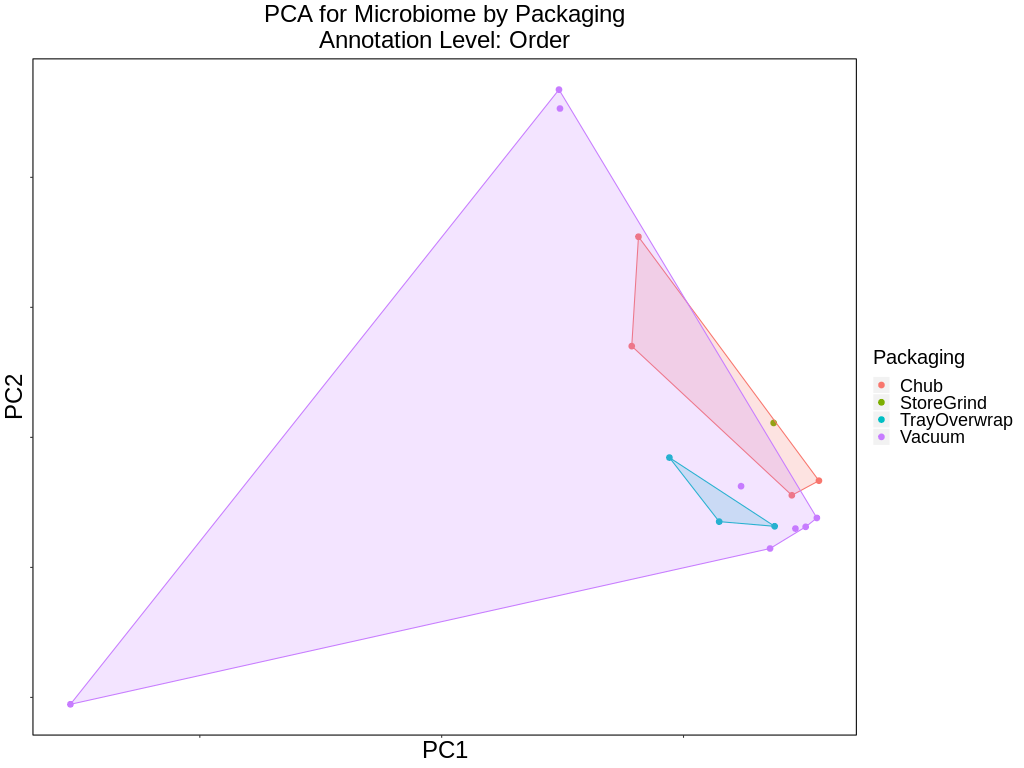 PCA for Microbiome by Packaging
Annotation Level: Order
PC2
PC1
Packaging
Chub
StoreGrind
TrayOverwrap
Vacuum